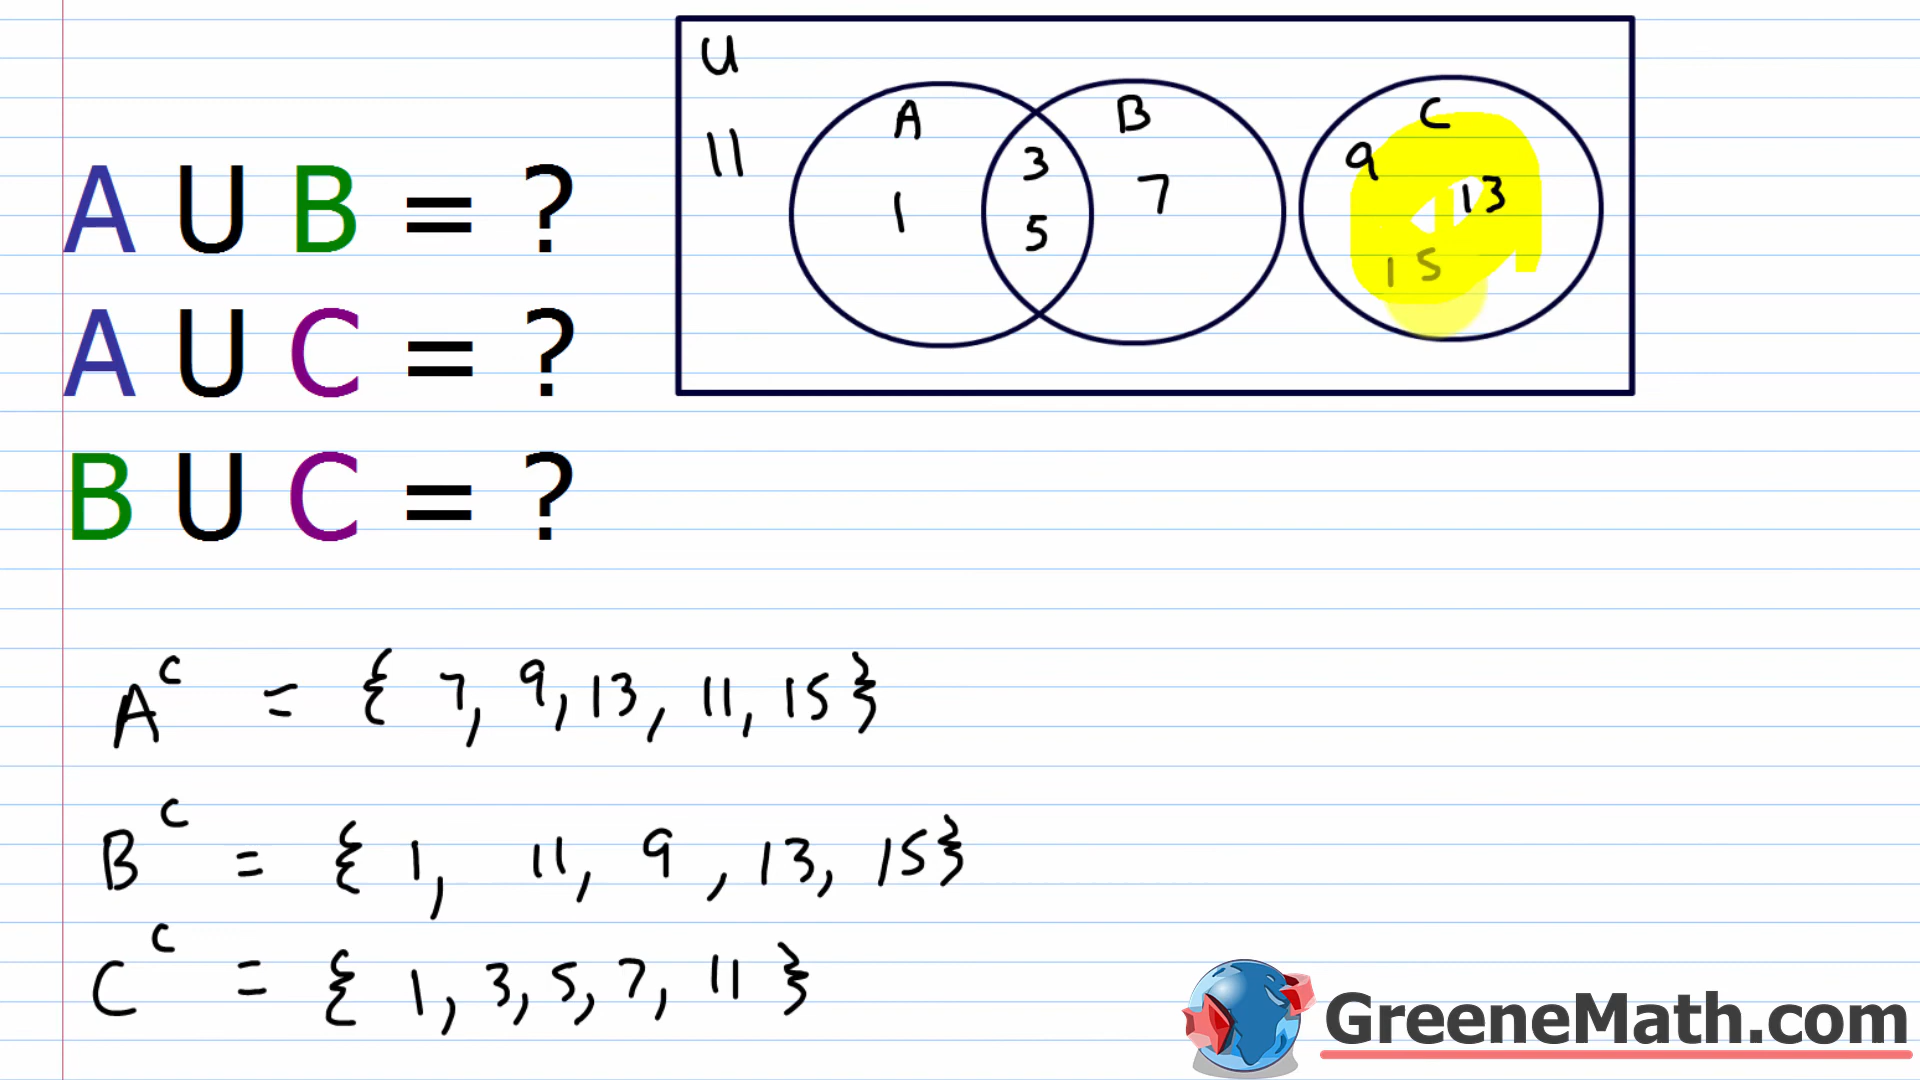 U
A B C
11 1 3 7 9 13
5 15
A U B = ?
A U C = ?
B U C = ?
A^C = { 7, 9, 13, 11, 15 }
B^C = { 1, 11, 9, 13, 15 }
C^C = { 1, 3, 5, 7, 11 }
GreeneMath.com